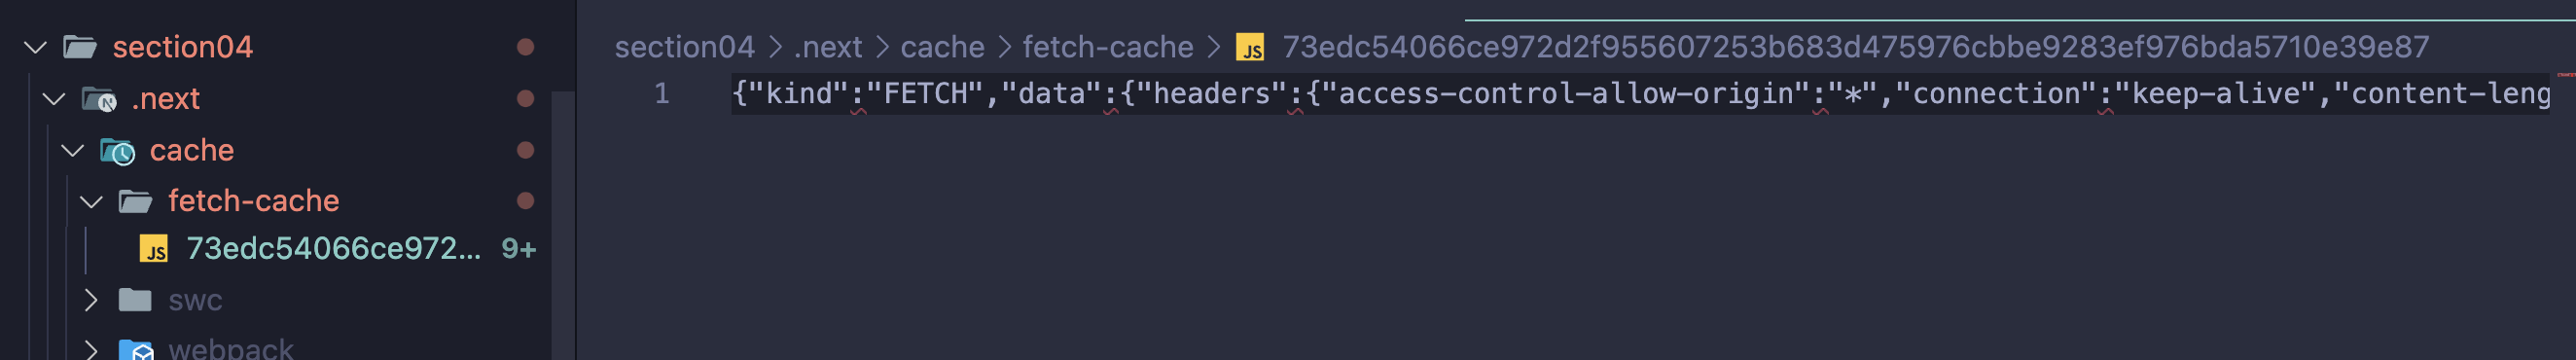 section04
.next
cache
fetch-cache
JS 73edc54066ce972... 9+
swc
webpack
section04 > .next > cache > fetch-cache > JS 73edc54066ce972d2f955607253b683d475976cbbe9283ef976bda5710e39e87
1 {"kind":"FETCH","data":{"headers":{"access-control-allow-origin":"*","connection":"keep-alive","content-leng